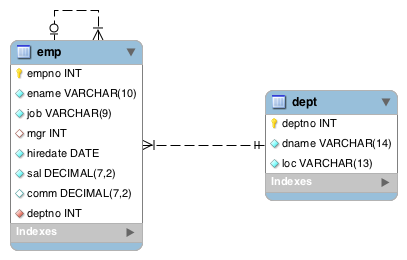 emp
empno INT
ename VARCHAR(10)
job VARCHAR(9)
mgr INT
hiredate DATE
sal DECIMAL(7,2)
comm DECIMAL(7,2)
deptno INT
Indexes
dept
deptno INT
dname VARCHAR(14)
loc VARCHAR(13)
Indexes